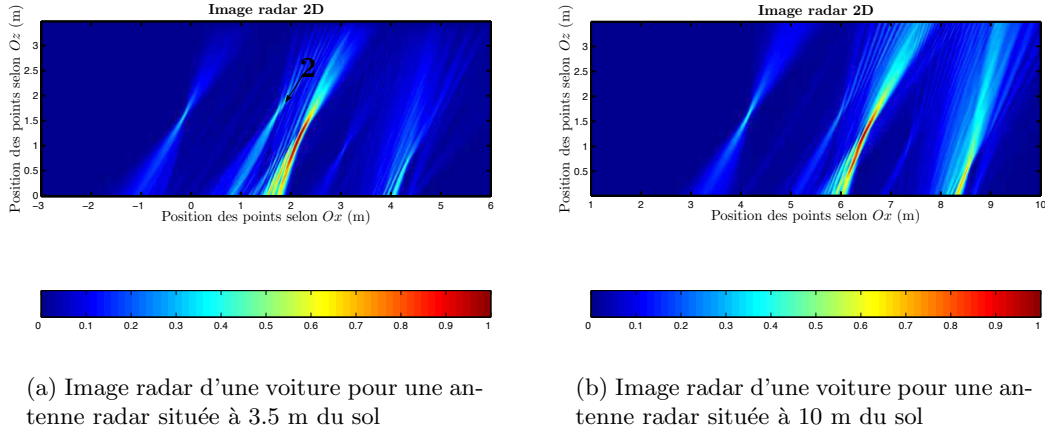 Image radar 2D
Position des points selon Oz (m)
3
2.5
2
1.5
1
0.5
0
2
−3 −2 −1 0 1 2 3 4 5 6
Position des points selon Ox (m)
0 0.1 0.2 0.3 0.4 0.5 0.6 0.7 0.8 0.9 1
(a) Image radar d'une voiture pour une an-
tenne radar située à 3.5 m du sol
Image radar 2D
Position des points selon Oz (m)
3
2.5
2
1.5
1
0.5
1 2 3 4 5 6 7 8 9 10
Position des points selon Ox (m)
0 0.1 0.2 0.3 0.4 0.5 0.6 0.7 0.8 0.9 1
(b) Image radar d'une voiture pour une an-
tenne radar située à 10 m du sol